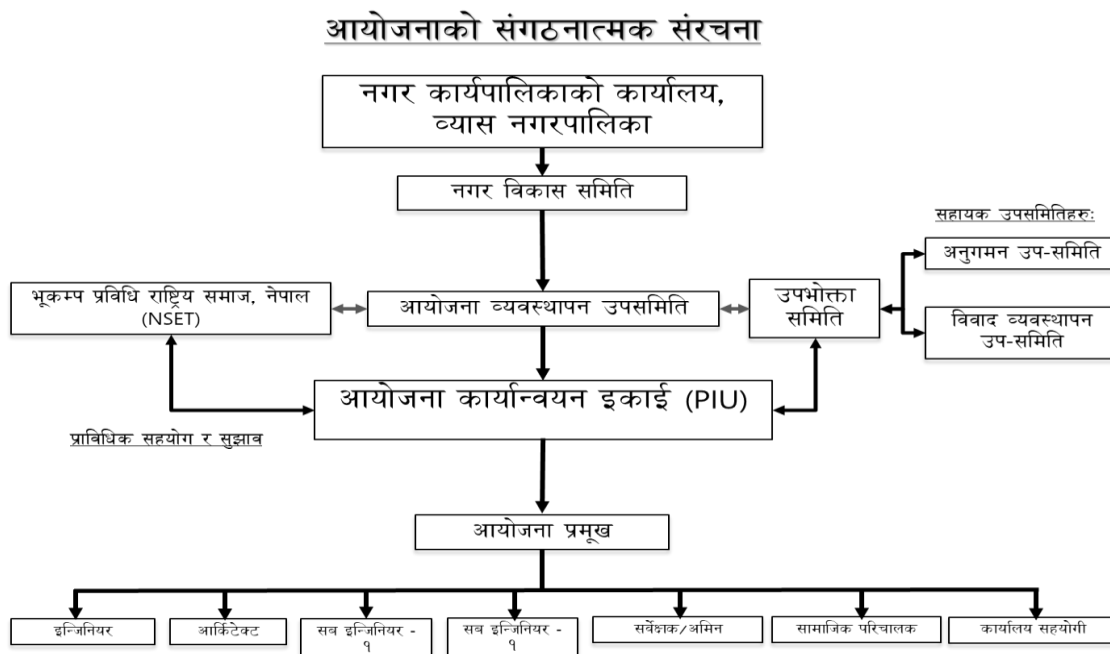 आयोजनाको संगठनात्मक संरचना
नगर कार्यपालिकाको कार्यालय,
व्यास नगरपालिका
नगर विकास समिति
सहायक उपसमितिहरु:
अनुगमन उप-समिति
भूकम्प प्रविधि राष्ट्रिय समाज, नेपाल
(NSET)
आयोजना व्यवस्थापन उपसमिति
उपभोक्ता
समिति
विवाद व्यवस्थापन
उप-समिति
आयोजना कार्यान्वयन इकाई (PIU)
प्राविधिक सहयोग र सुझाव
आयोजना प्रमूख
इन्जिनियर
आर्किटेक्ट
सब इन्जिनियर -
१
सब इन्जिनियर -
१
सर्वेक्षक/अमिन
सामाजिक परिचालक
कार्यालय सहयोगी